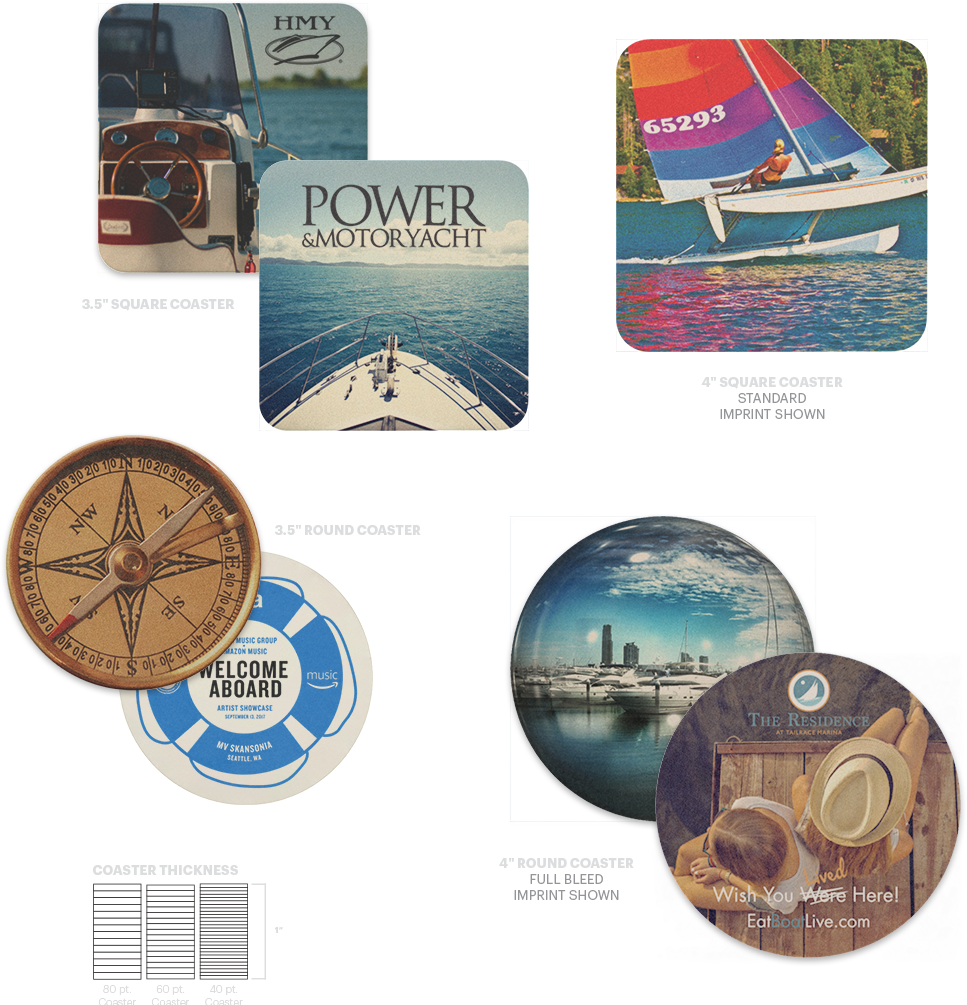 HMY
POWER
&MOTORYACHT
3.5" SQUARE COASTER
65293
4" SQUARE COASTER
STANDARD
IMPRINT SHOWN
3.5" ROUND COASTER
N
NW
E
SE
S
W
MUSIC GROUP
AMAZON MUSIC
WELCOME
ABOARD
music
ARTIST SHOWCASE
SEPTEMBER 13, 2017
MV SKANSONIA
SEATTLE, WA
THE RESIDENCE
AT TAILRACE MARINA
Wish You Were Here!
EatBoatLive.com
4" ROUND COASTER
FULL BLEED
IMPRINT SHOWN
COASTER THICKNESS
1"
80 pt. 60 pt. 40 pt.
Coaster Coaster Coaster